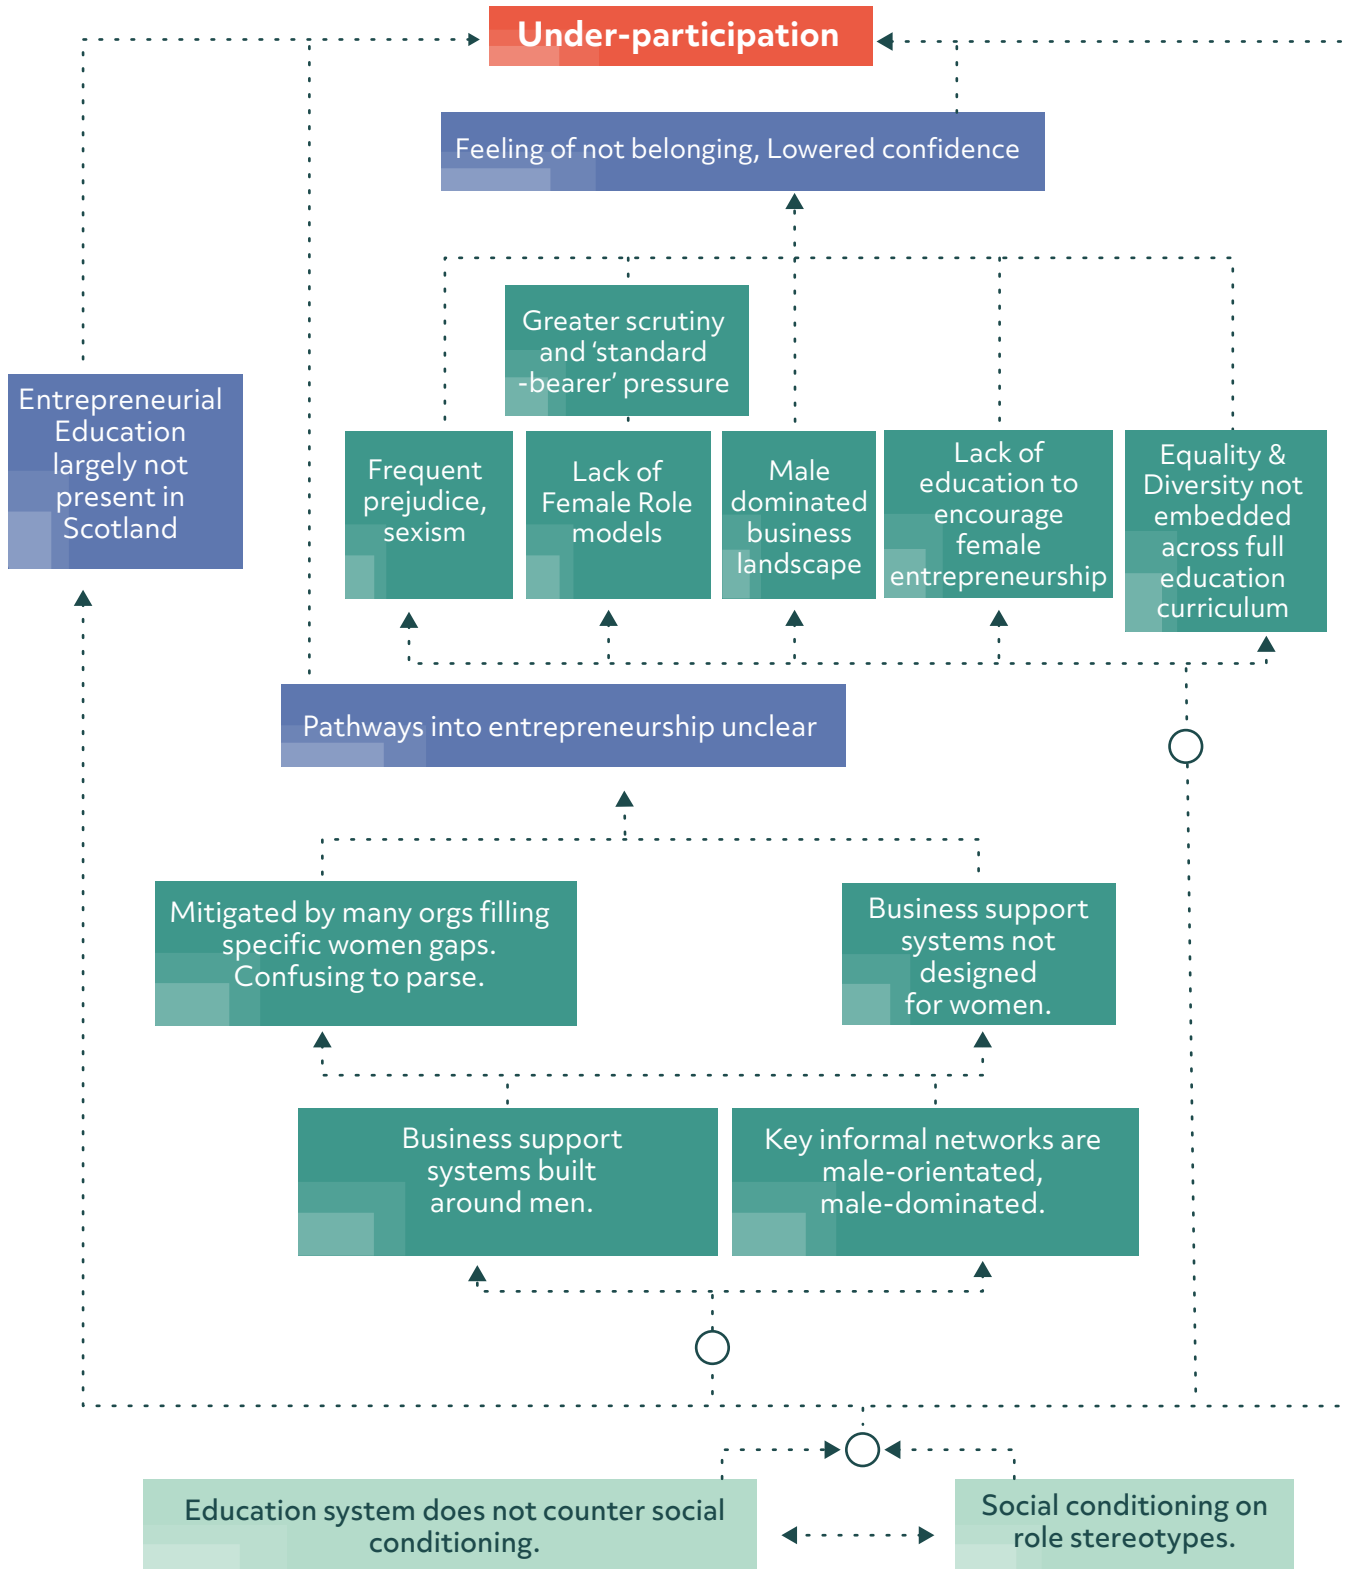 Under-participation
Feeling of not belonging, Lowered confidence
Greater scrutiny
and ‘standard
-bearer’ pressure
Entrepreneurial
Education
largely not
present in
Scotland
Frequent
prejudice,
sexism
Lack of
Female Role
models
Male
dominated
business
landscape
Lack of
education to
encourage
female
entrepreneurship
Equality &
Diversity not
embedded
across full
education
curriculum
Pathways into entrepreneurship unclear
Mitigated by many orgs filling
specific women gaps.
Confusing to parse.
Business support
systems not
designed
for women.
Business support
systems built
around men.
Key informal networks are
male-orientated,
male-dominated.
Education system does not counter social
conditioning.
Social conditioning on
role stereotypes.